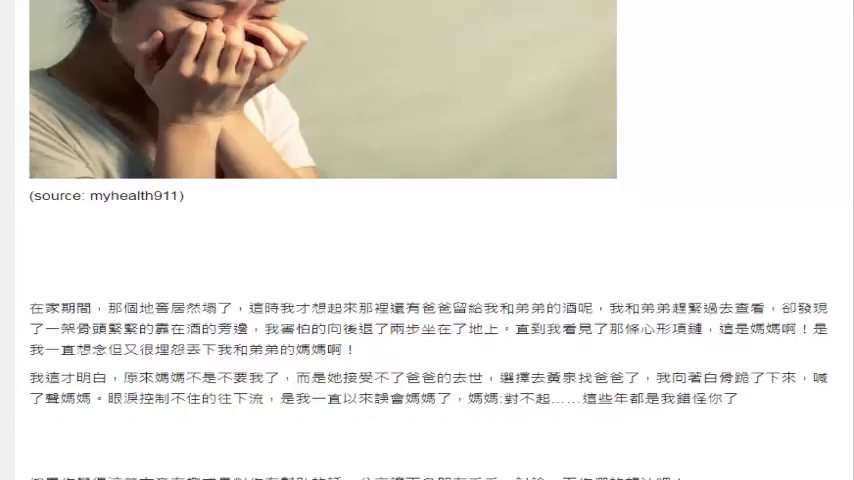 (source: myhealth911)
在家期間，那個地窖居然塌了，這時我才想起來那裡還有爸爸留給我和弟弟的酒呢，我和弟弟趕緊過去查看，卻發現
了一架骨頭緊緊的靠在酒的旁邊，我害怕的向後退了兩步坐在了地上。直到我看見了那條心形項鏈，這是媽媽啊！是
我一直想念但又很埋怨丟下我和弟弟的媽媽啊！
我這才明白，原來媽媽不是不要我了，而是她接受不了爸爸的去世，選擇去黃泉找爸爸了，我向著白骨跪了下來，喊
了聲媽媽。眼淚控制不住的往下流，是我一直以來誤會媽媽了，媽媽:對不起……這些年都是我錯怪你了